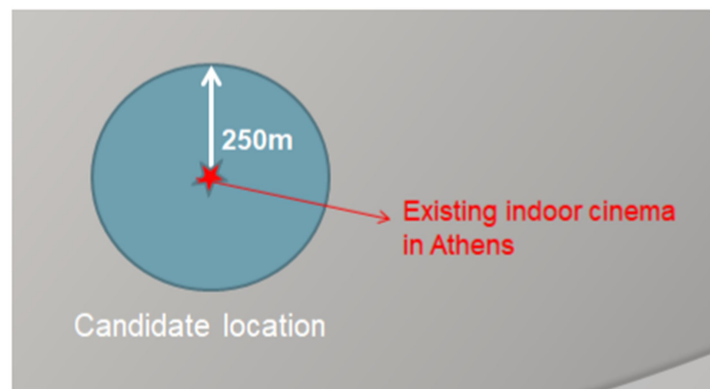 250m
Existing indoor cinema
in Athens
Candidate location